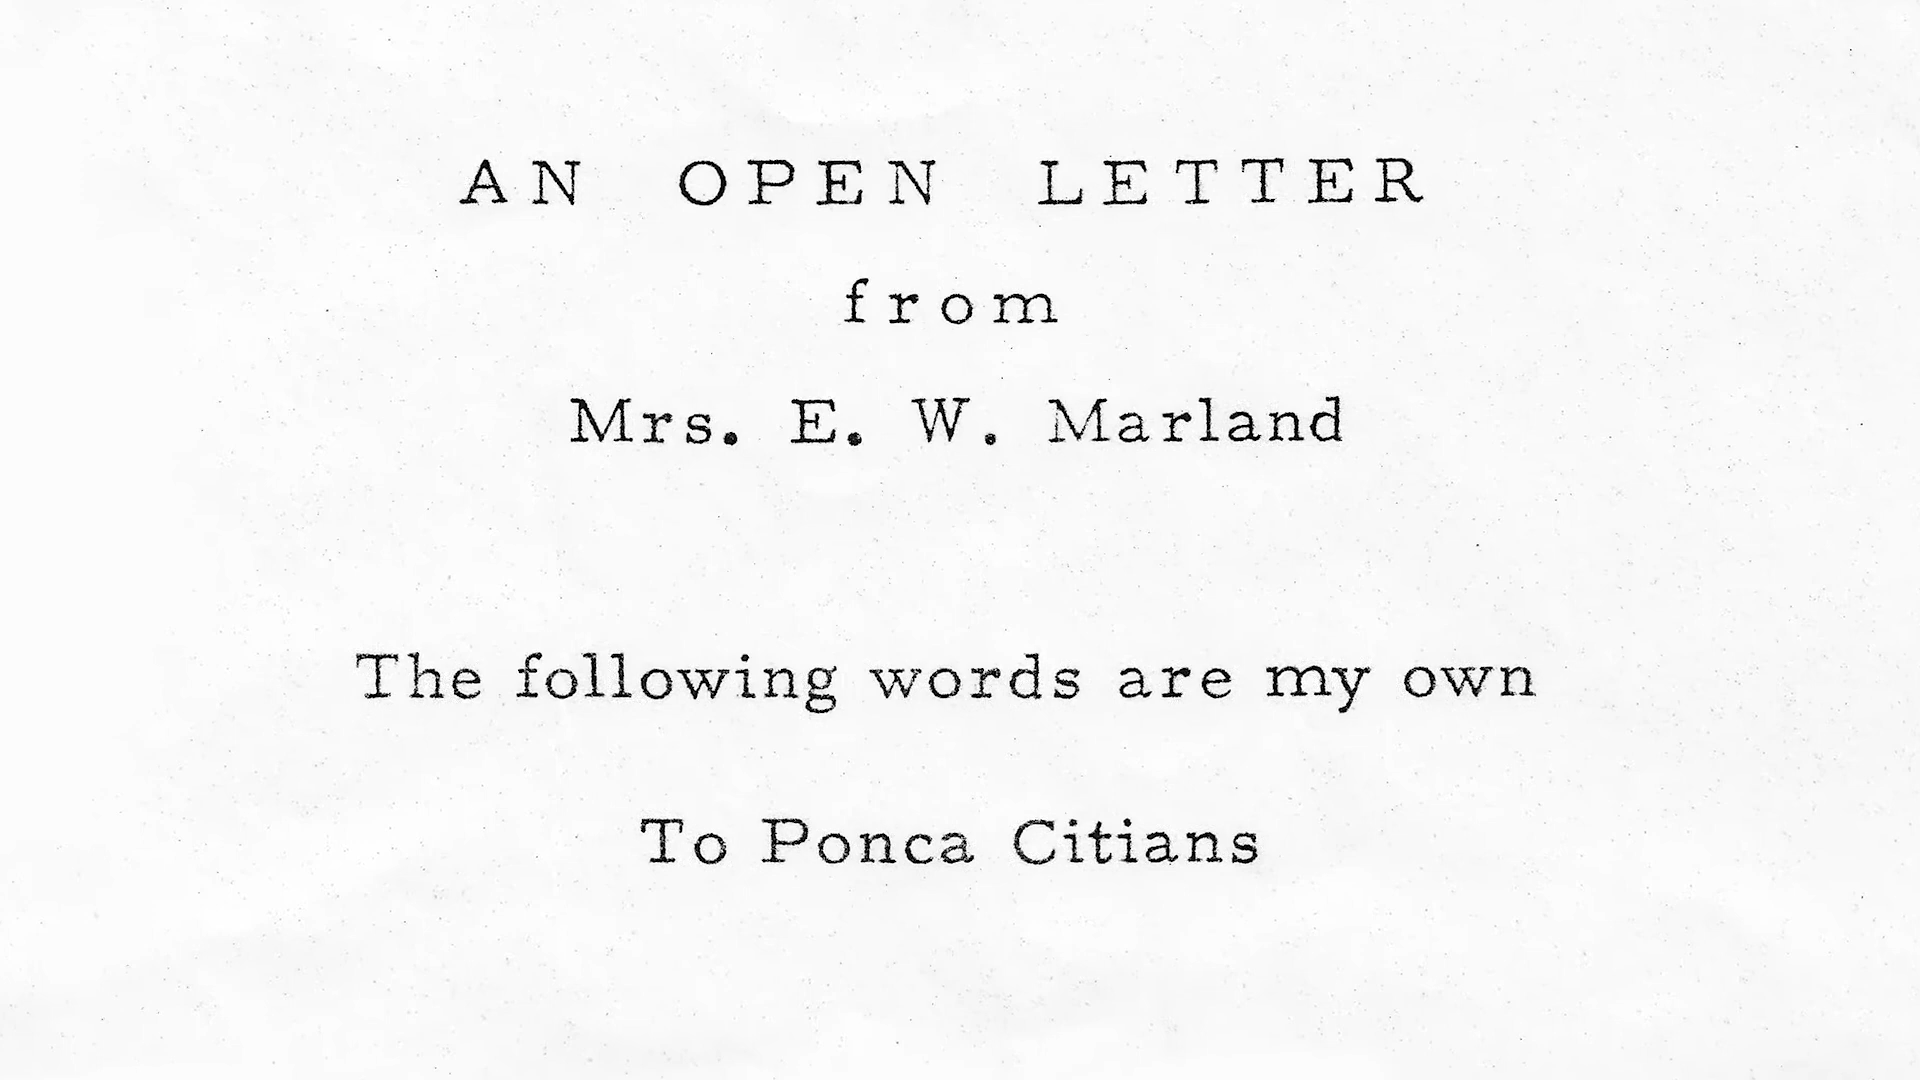 AN OPEN LETTER
from
Mrs. E. W. Marland
The following words are my own
To Ponca Citians